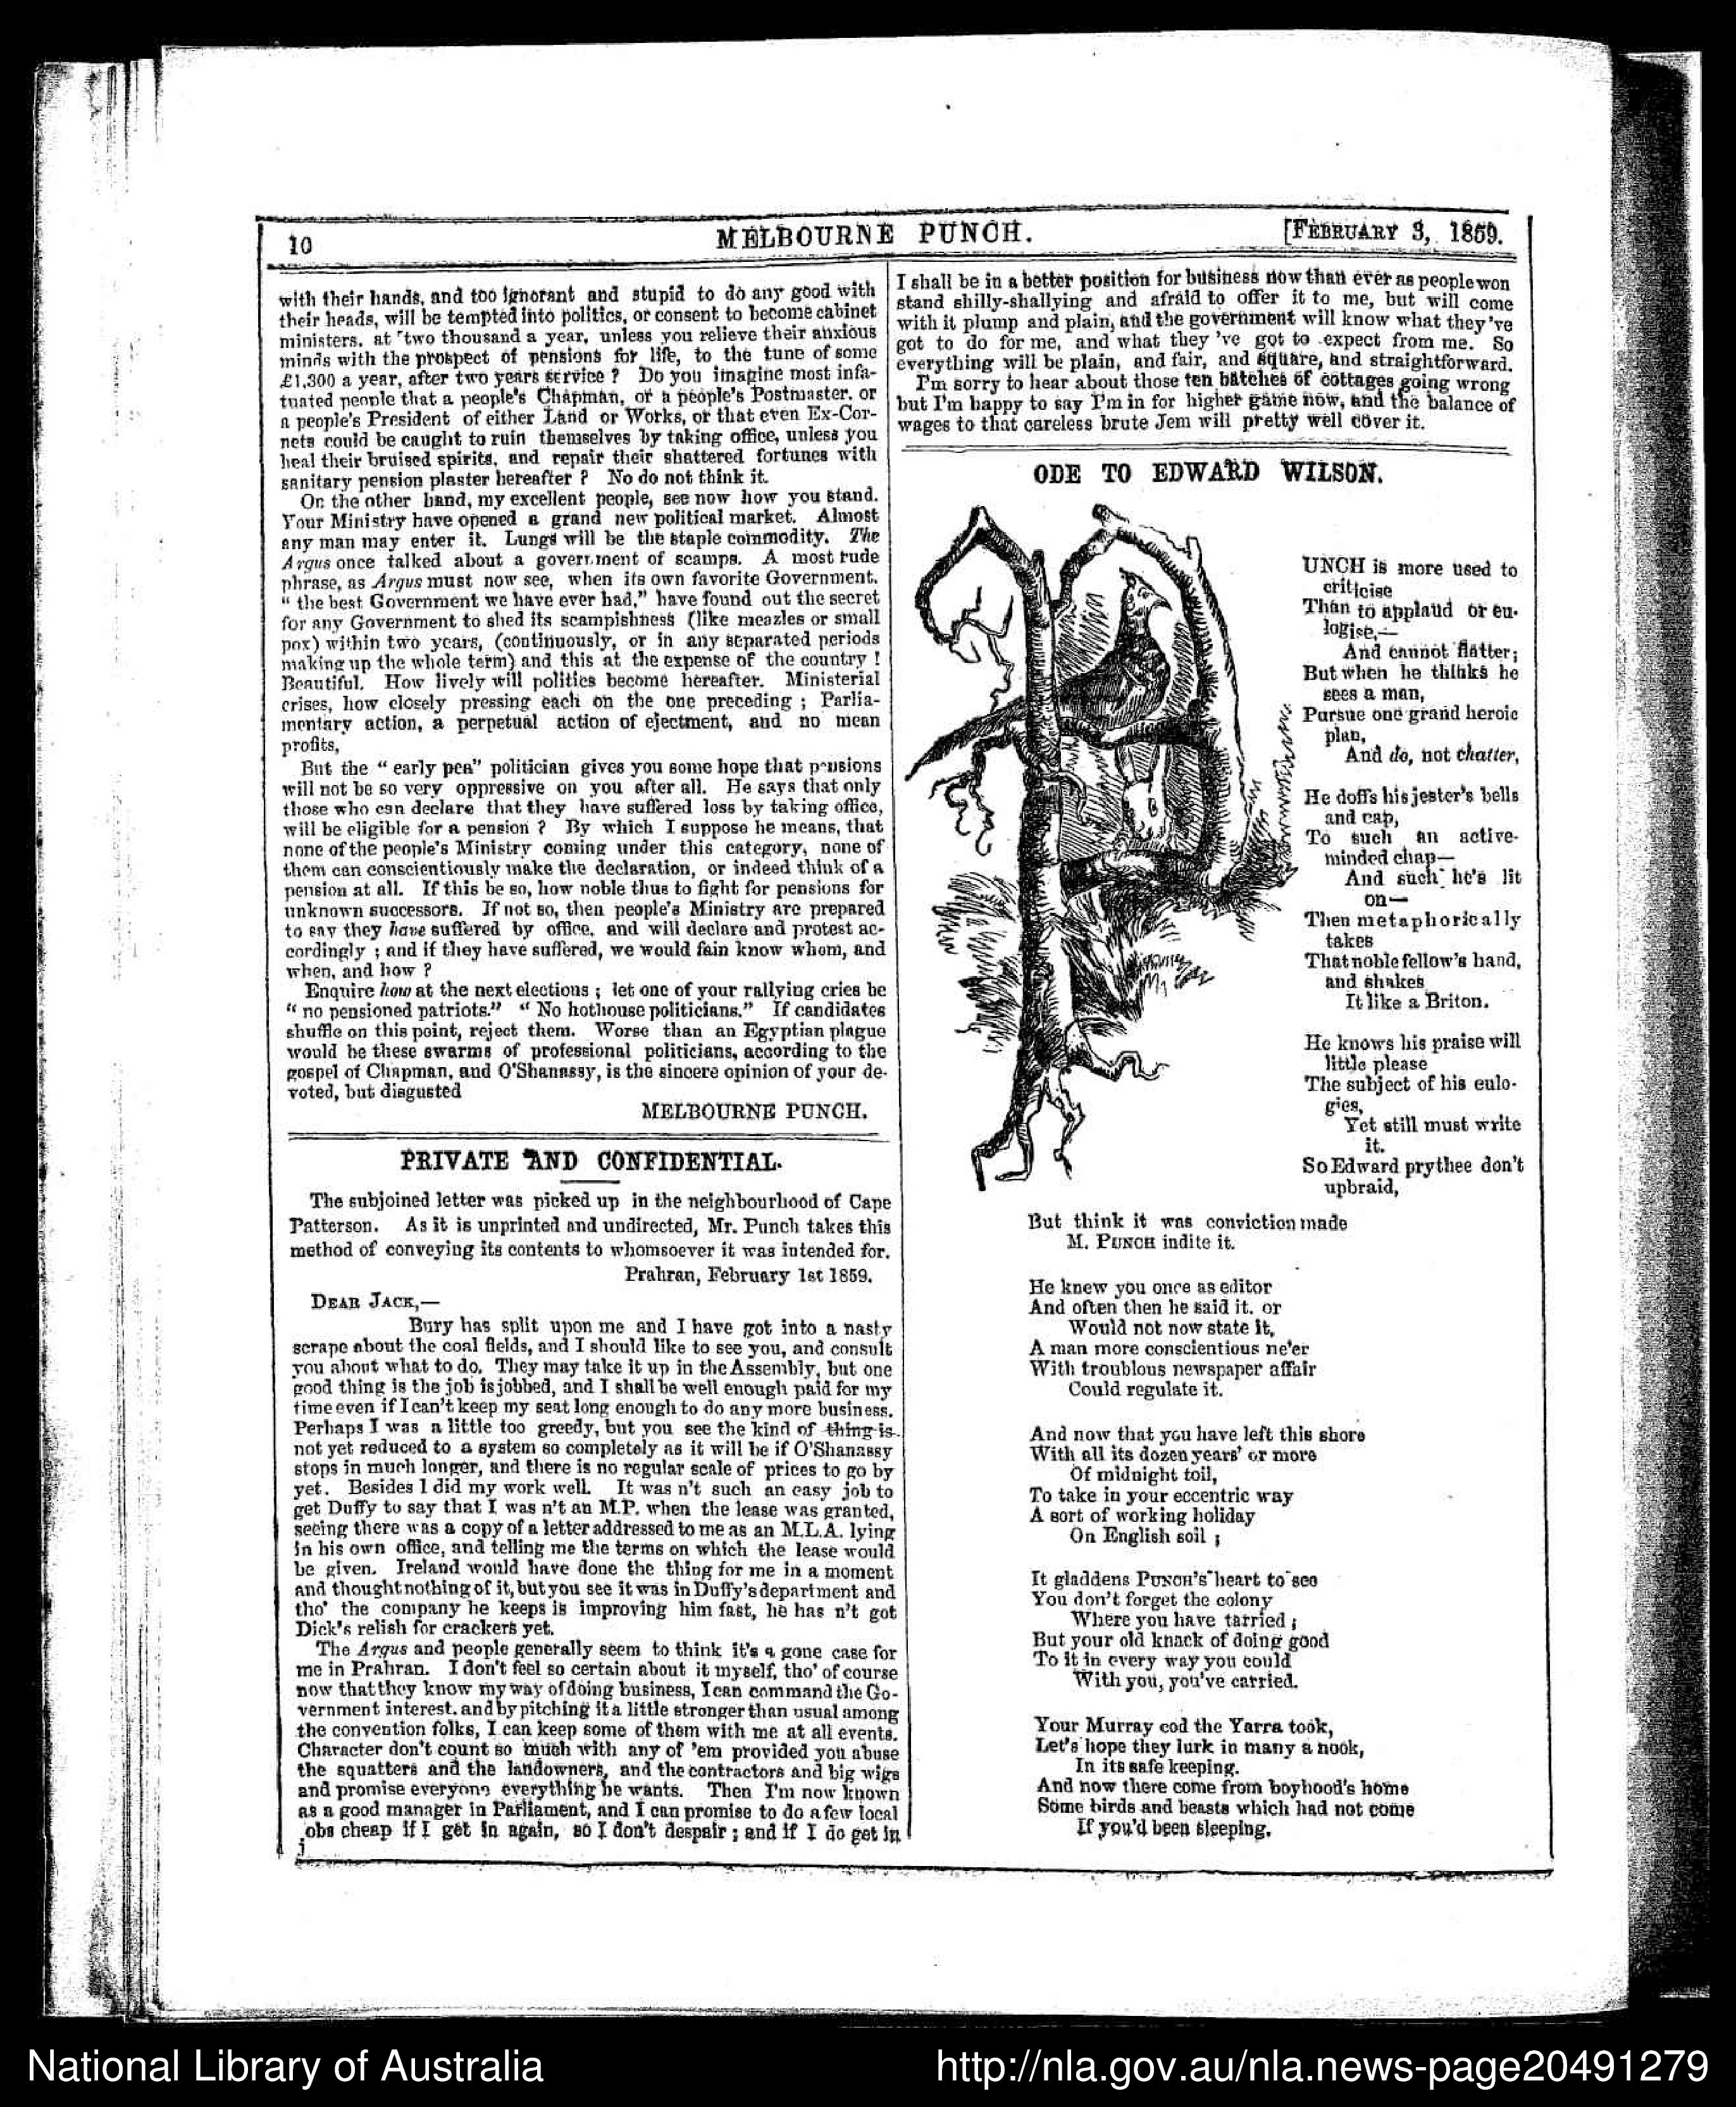 10
MELBOURNE PUNCH.
[FEBRUARY 3, 1859.
with their hands, and too ignorant and stupid to do any good with
their heads, will be tempted into politics, or consent to become cabinet
ministers, at two thousand a year, unless you relieve their anxious
minds with the prospect of pensions for life, to the tune of some
£1,300 a year, after two years service ? Do you imagine most infa-
tuated people that a people's Chapman, or a people's Postmaster, or
a people's President of either Land or Works, or that even Ex-Cor-
nets could be caught to ruin themselves by taking office, unless you
heal their bruised spirits, and repair their shattered fortunes with
sanitary pension plaster hereafter ? No do not think it.
On the other hand, my excellent people, see now how you stand.
Your Ministry have opened a grand new political market. Almost
any man may enter it. Lungs will be the staple commodity. The
Argus once talked about a government of scamps. A most rude
phrase, as Argus must now see, when its own favorite Government,
" the best Government we have ever had," have found out the secret
for any Government to shed its scampishness (like meazles or small
pox) within two years, (continuously, or in any separated periods
making up the whole term) and this at the expense of the country !
Beautiful. How lively will politics become hereafter. Ministerial
crises, how closely pressing each on the one preceding ; Parlia-
mentary action, a perpetual action of ejectment, and no mean
profits,
But the " early pea" politician gives you some hope that pensions
will not be so very oppressive on you after all. He says that only
those who can declare that they have suffered loss by taking office,
will be eligible for a pension ? By which I suppose he means, that
none of the people's Ministry coming under this category, none of
them can conscientiously make the declaration, or indeed think of a
pension at all. If this be so, how noble thus to fight for pensions for
unknown successors. If not so, then people's Ministry are prepared
to say they have suffered by office, and will declare and protest ac-
cordingly ; and if they have suffered, we would fain know whom, and
when, and how ?
Enquire how at the next elections ; let one of your rallying cries be
" no pensioned patriots." " No hothouse politicians." If candidates
shuffle on this point, reject them. Worse than an Egyptian plague
would be these swarms of professional politicians, according to the
gospel of Chapman, and O'Shanassy, is the sincere opinion of your de-
voted, but disgusted
MELBOURNE PUNCH.
PRIVATE AND CONFIDENTIAL.
The subjoined letter was picked up in the neighbourhood of Cape
Patterson. As it is unprinted and undirected, Mr. Punch takes this
method of conveying its contents to whomsoever it was intended for.
Prahran, February 1st 1859.
DEAR JACK,—
Bury has split upon me and I have got into a nasty
scrape about the coal fields, and I should like to see you, and consult
you about what to do. They may take it up in the Assembly, but one
good thing is the job is jobbed, and I shall be well enough paid for my
time even if I can't keep my seat long enough to do any more business.
Perhaps I was a little too greedy, but you see the kind of thing is
not yet reduced to a system so completely as it will be if O'Shanassy
stops in much longer, and there is no regular scale of prices to go by
yet. Besides I did my work well. It was n't such an easy job to
get Duffy to say that I was n't an M.P. when the lease was granted,
seeing there was a copy of a letter addressed to me as an M.L.A. lying
in his own office, and telling me the terms on which the lease would
be given. Ireland would have done the thing for me in a moment
and thought nothing of it, but you see it was in Duffy's department and
tho' the company he keeps is improving him fast, he has n't got
Dick's relish for crackers yet.
The Argus and people generally seem to think it's a gone case for
me in Prahran. I don't feel so certain about it myself, tho' of course
now that they know my way of doing business, I can command the Go-
vernment interest, and by pitching it a little stronger than usual among
the convention folks, I can keep some of them with me at all events.
Character don't count so much with any of 'em provided you abuse
the squatters and the landowners, and the contractors and big wigs
and promise everyone everything he wants. Then I'm now known
as a good manager in Parliament, and I can promise to do a few local
jobs cheap if I get in again, so I don't despair ; and if I do get in
I shall be in a better position for business now than ever as people won
stand shilly-shallying and afraid to offer it to me, but will come
with it plump and plain, and the government will know what they've
got to do for me, and what they 've got to expect from me. So
everything will be plain, and fair, and square, and straightforward.
I'm sorry to hear about those ten batches of cottages going wrong
but I'm happy to say I'm in for higher game now, and the balance of
wages to that careless brute Jem will pretty well cover it.
ODE TO EDWARD WILSON.
UNCH is more used to
criticise
Than to applaud or eu-
logise,—
And cannot flatter;
But when he thinks he
sees a man,
Pursue one grand heroic
plan,
And do, not chatter,
He doffs his jester's bells
and cap,
To such an active-
minded chap—
And such he's lit
on—
Then metaphorically
takes
That noble fellow's hand,
and shakes
It like a Briton.
He knows his praise will
little please
The subject of his eulo-
gies,
Yet still must write
it.
So Edward prythee don't
upbraid,
But think it was conviction made
M. PUNCH indite it.
He knew you once as editor
And often then he said it, or
Would not now state it,
A man more conscientious ne'er
With troublous newspaper affair
Could regulate it.
And now that you have left this shore
With all its dozen years' or more
Of midnight toil,
To take in your eccentric way
A sort of working holiday
On English soil ;
It gladdens PUNCH'S heart to see
You don't forget the colony
Where you have tarried ;
But your old knack of doing good
To it in every way you could
With you, you've carried.
Your Murray cod the Yarra took,
Let's hope they lurk in many a nook,
In its safe keeping.
And now there come from boyhood's home
Some birds and beasts which had not come
If you'd been sleeping.
National Library of Australia
http://nla.gov.au/nla.news-page20491279